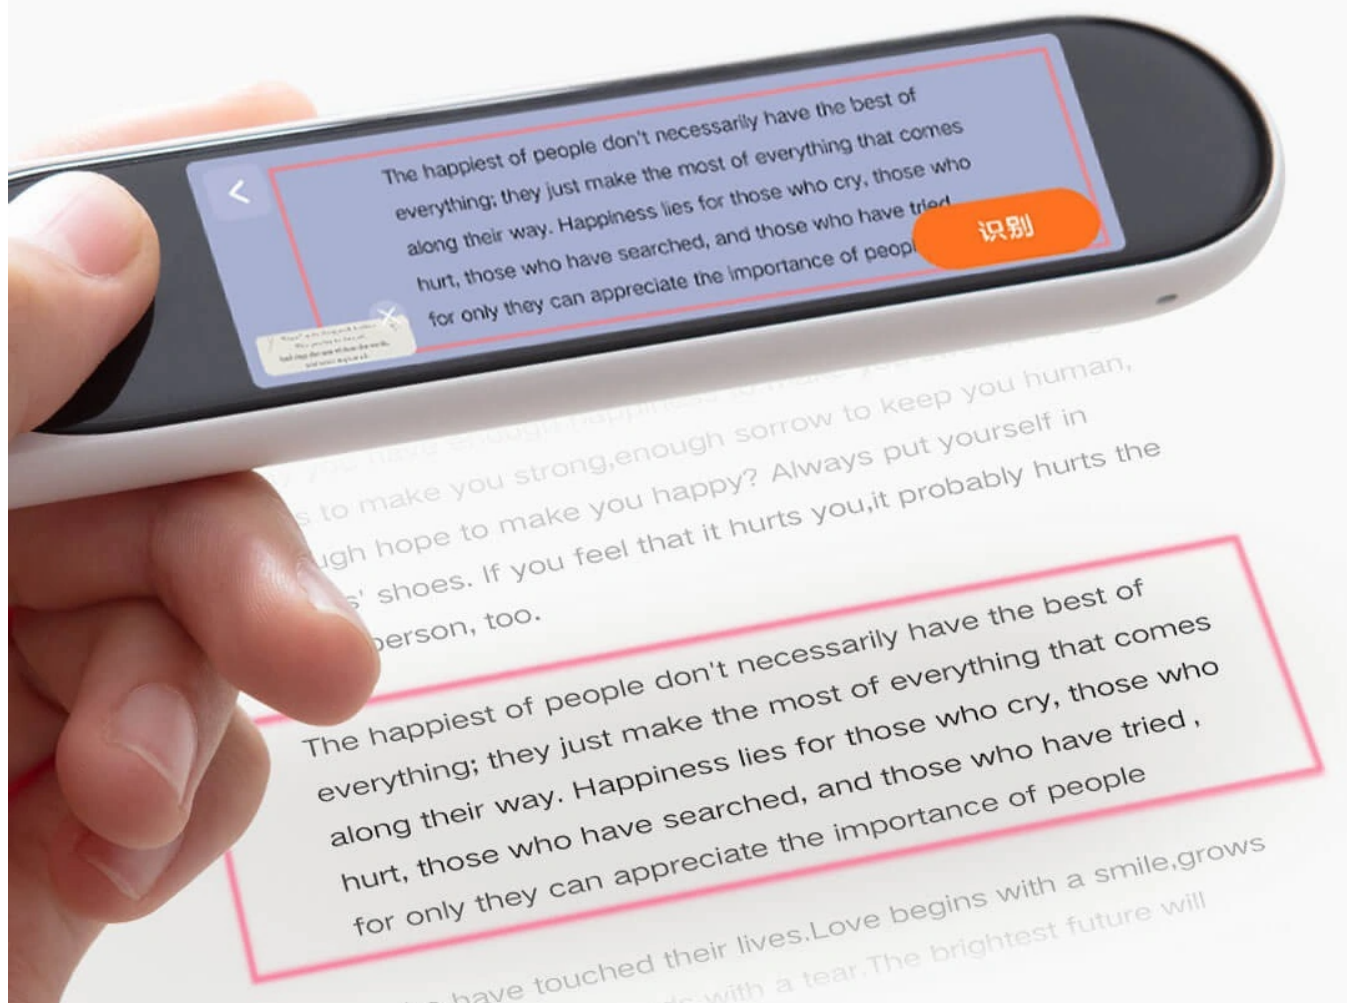 The happiest of people don't necessarily have the best of
everything; they just make the most of everything that comes
along their way. Happiness lies for those who cry, those who
hurt, those who have searched, and those who have tried
for only they can appreciate the importance of
识别
you have enough happiness to make
to make you strong,enough sorrow to keep you human,
hope to make you happy? Always put yourself in
shoes. If you feel that it hurts you,it probably hurts the
person, too.
The happiest of people don't necessarily have the best of
everything; they just make the most of everything that comes
along their way. Happiness lies for those who cry, those who
hurt, those who have searched, and those who have tried ,
for only they can appreciate the importance of people
have touched their lives.Love begins with a smile,grows
with a tear.The brightest future will